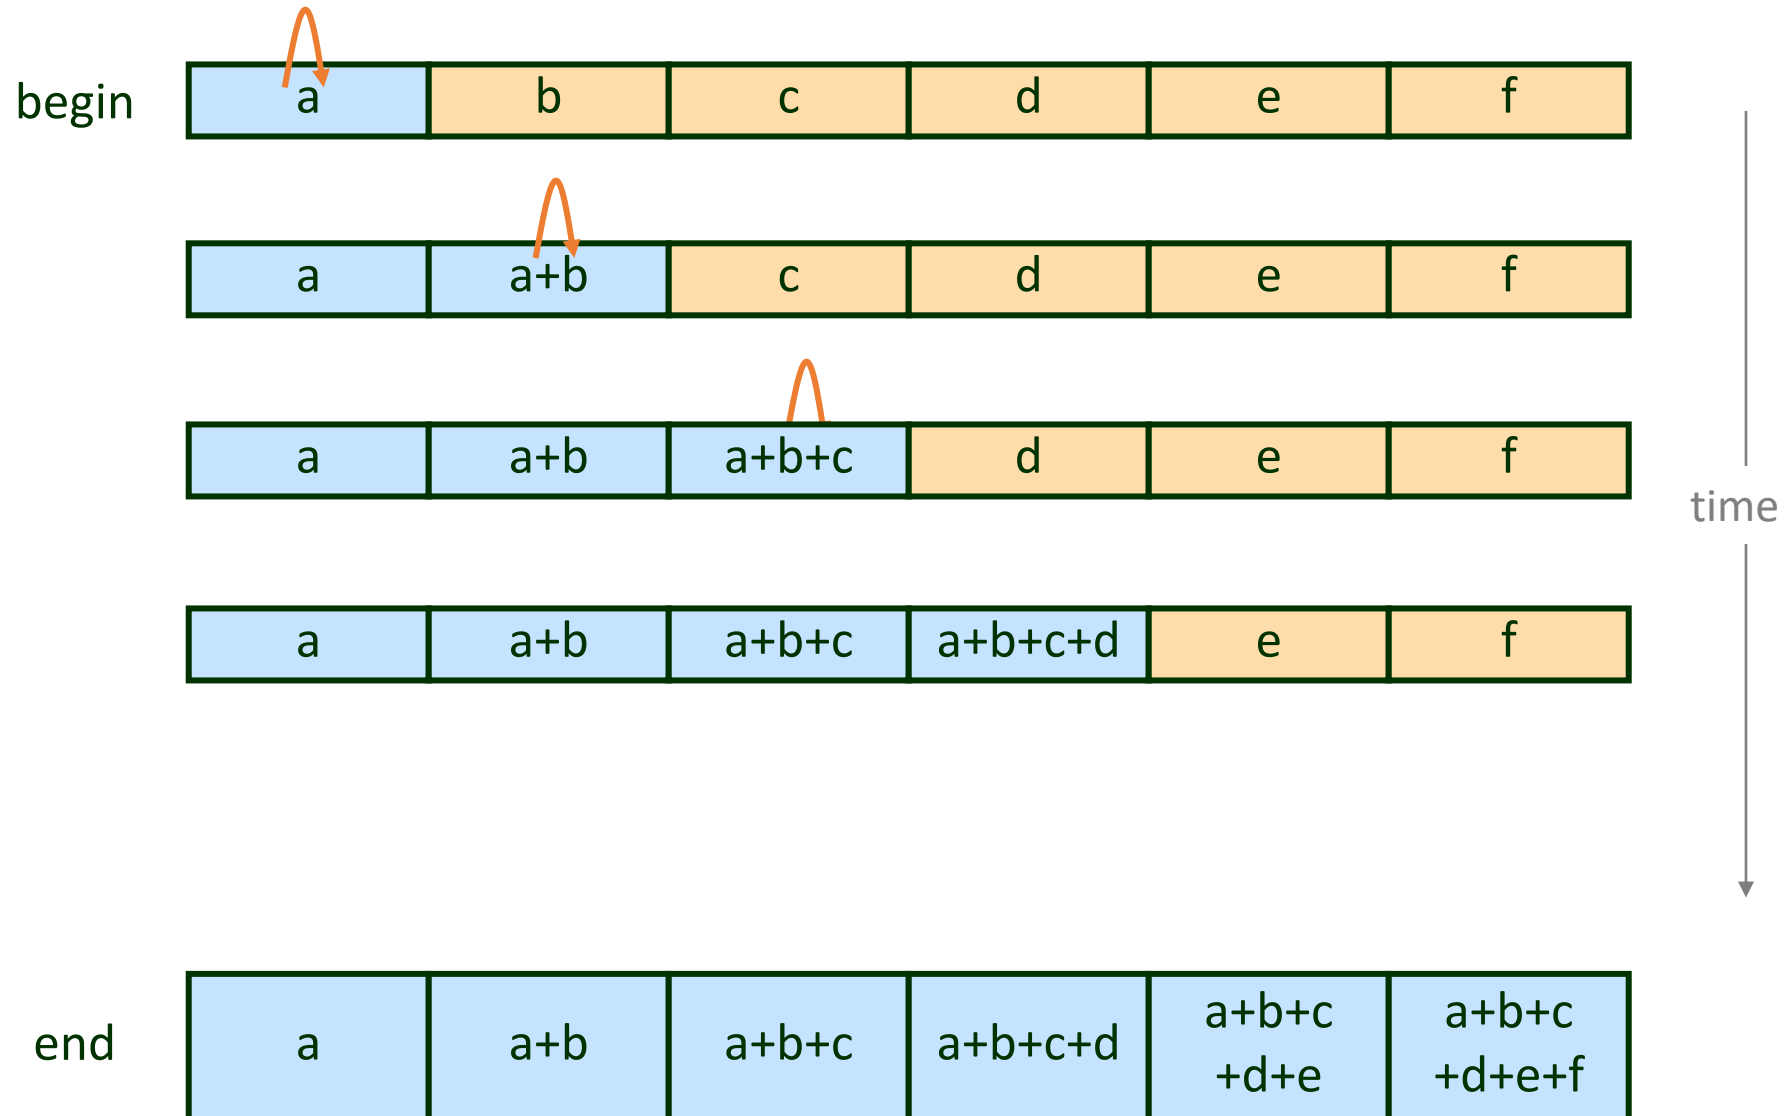 begin a b c d e f
a a+b c d e f
a a+b a+b+c d e f
time
a a+b a+b+c a+b+c+d e f
end a a+b a+b+c a+b+c+d a+b+c a+b+c
+d+e +d+e+f